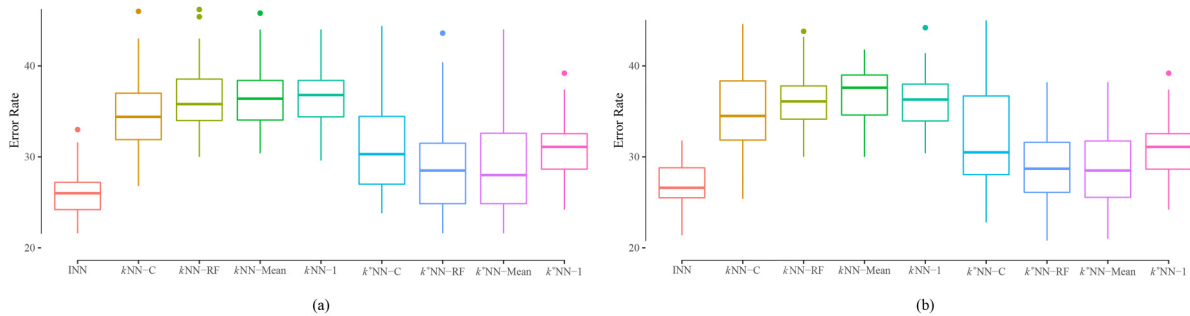 Error Rate
40
30
20
INN
kNN−C
kNN−RF
kNN−Mean
kNN−1
k*NN−C
k*NN−RF
k*NN−Mean
k*NN−1
(a)
Error Rate
40
30
20
INN
kNN−C
kNN−RF
kNN−Mean
kNN−1
k*NN−C
k*NN−RF
k*NN−Mean
k*NN−1
(b)